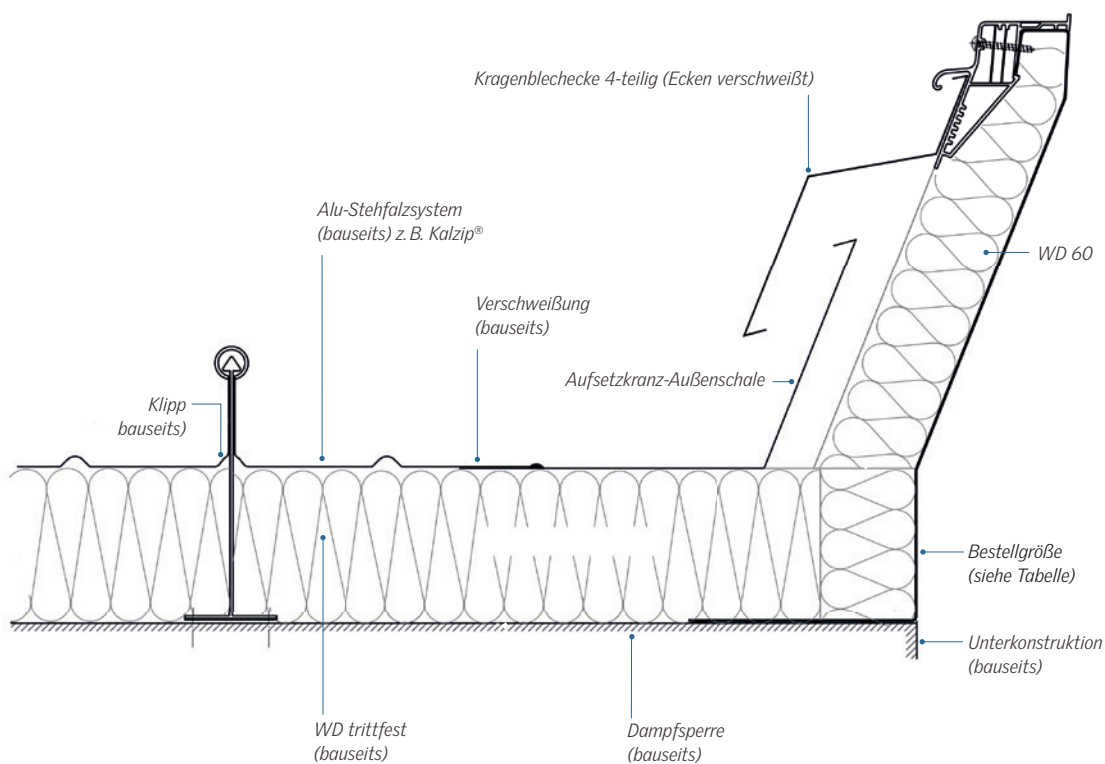 Kragenblechecke 4-teilig (Ecken verschweißt)
Alu-Stehfalzsystem
(bauseits) z. B. Kalzip®
WD 60
Verschweißung
(bauseits)
Aufsetzkranz-Außenschale
Klipp
bauseits)
Bestellgröße
(siehe Tabelle)
Unterkonstruktion
(bauseits)
WD trittfest
(bauseits)
Dampfsperre
(bauseits)